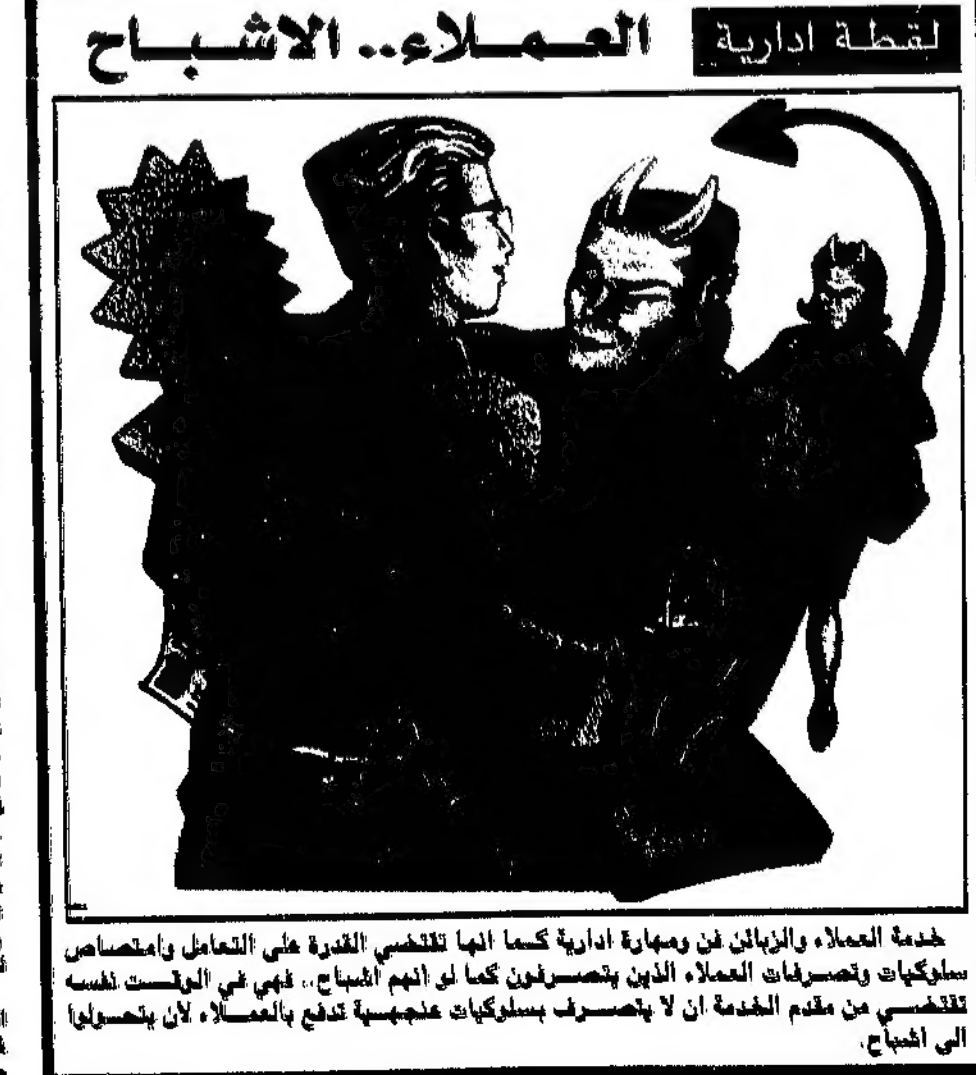 لقطة ادارية
العملاء.. الاشباح
خدمة العملاء والزبائن فن ومهارة ادارية كما انها تقتضي القدرة على التعامل وامتصاص
سلوكيات وتصرفات العملاء الذين يتصرفون كما لو انهم اشباح.. فهي في الوقت نفسه
تقتضي من مقدم الخدمة ان لا يتصرف بسلوكيات عنجهية تدفع بالعملاء لان يتحولوا
الى اشباح.